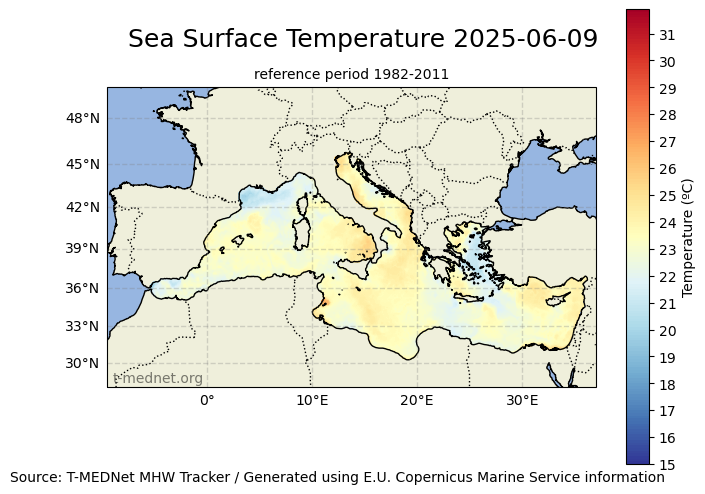 Sea Surface Temperature 2025-06-09
reference period 1982-2011
48°N
45°N
42°N
39°N
36°N
33°N
30°N
t-mednet.org
0°
10°E
20°E
30°E
31
30
29
28
27
26
25
24
23
22
21
20
19
18
17
16
15
Temperature (ºC)
Source: T-MEDNet MHW Tracker / Generated using E.U. Copernicus Marine Service information